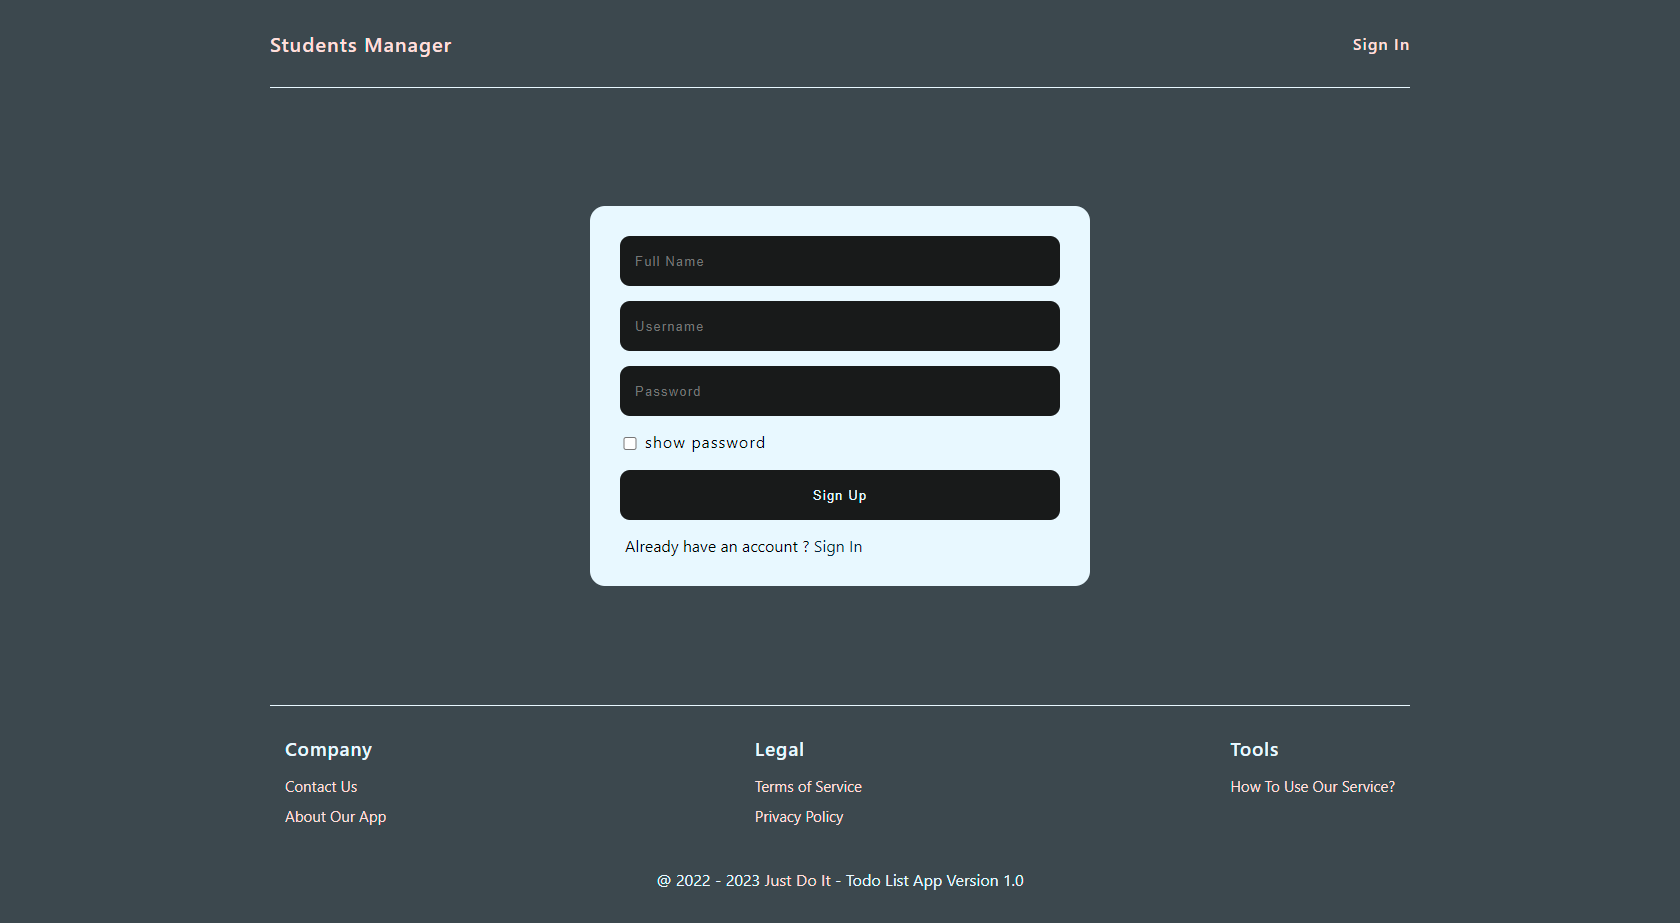 Students Manager
Sign In
Full Name
Username
Password
show password
Sign Up
Already have an account ? Sign In
Company
Contact Us
About Our App
Legal
Terms of Service
Privacy Policy
Tools
How To Use Our Service?
@ 2022 - 2023 Just Do It - Todo List App Version 1.0